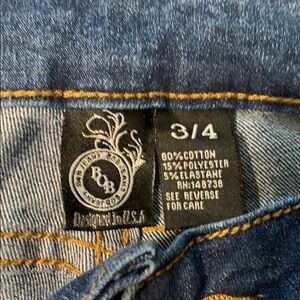 BOB
Designed In U.S.A
3/4
80%COTTON
15%POLYESTER
5%ELASTANE
RN:148738
SEE REVERSE
FOR CARE